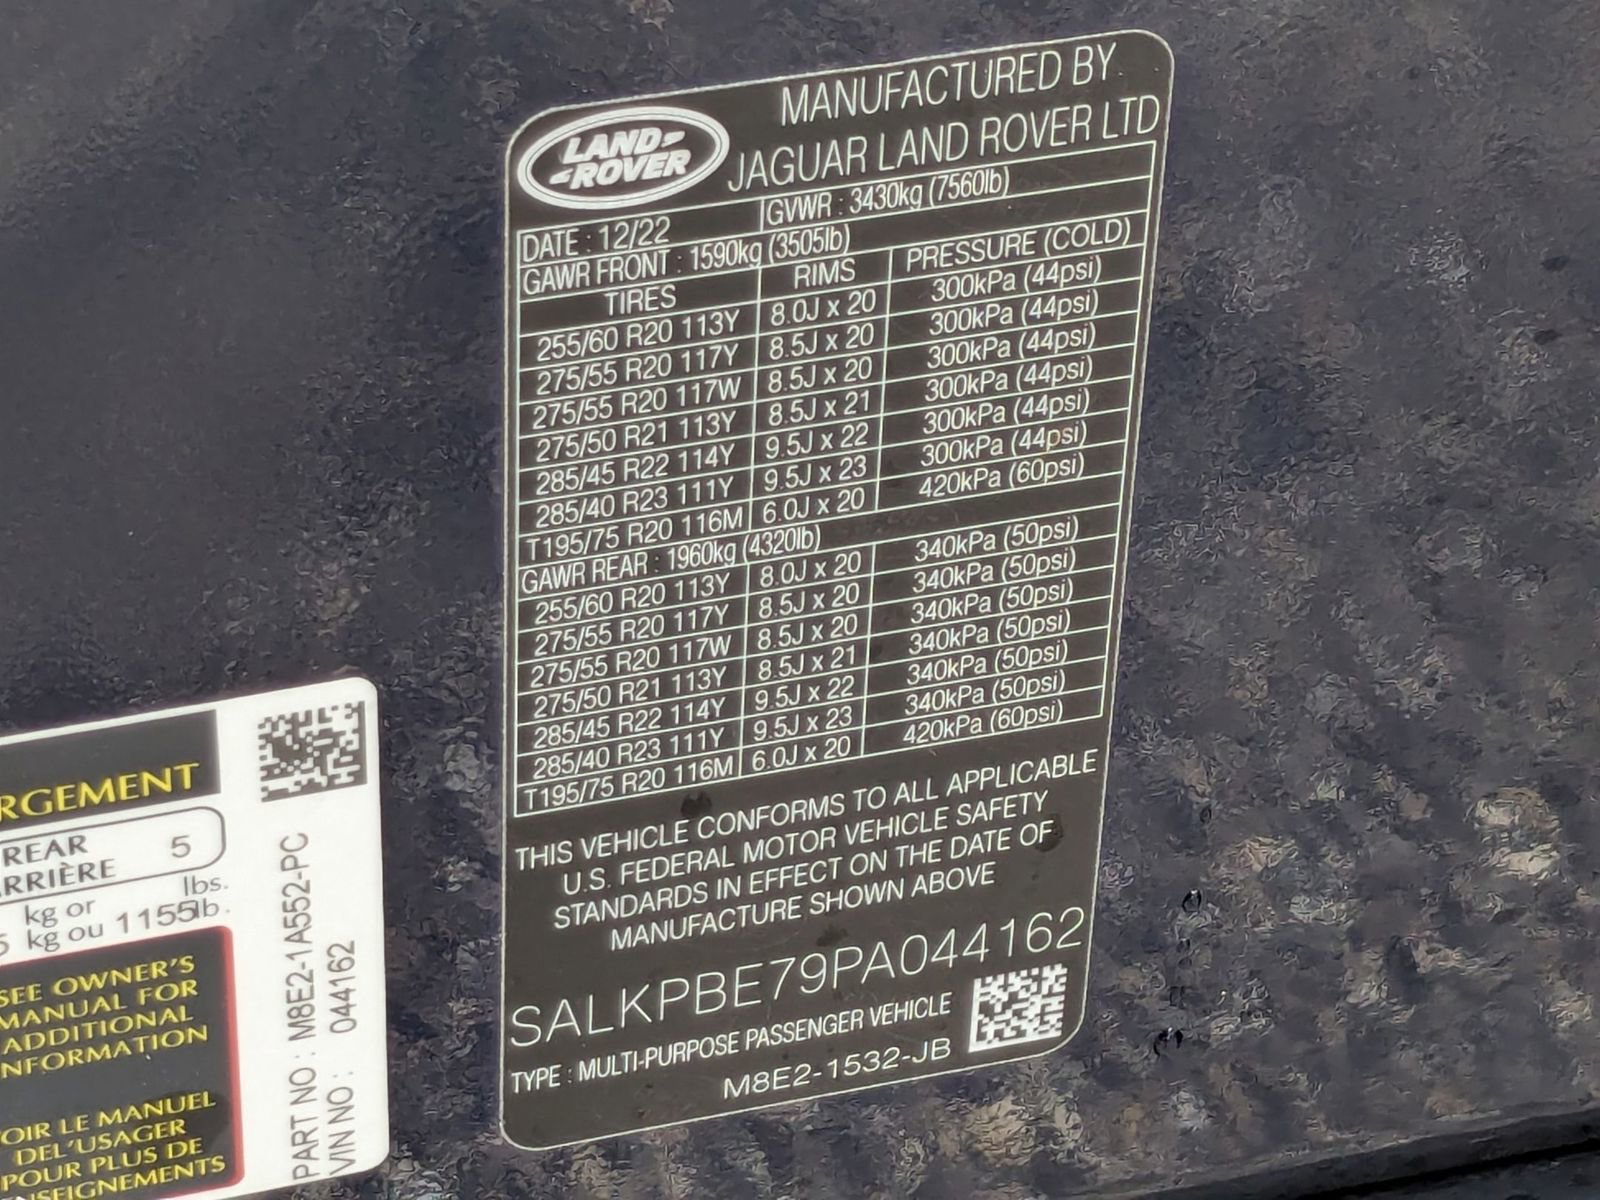 LAND-
-ROVER
MANUFACTURED BY
JAGUAR LAND ROVER LTD
DATE : 12/22 GVWR : 3430kg (7560lb)
GAWR FRONT : 1590kg (3505lb)
TIRES RIMS PRESSURE (COLD)
255/60 R20 113Y 8.0J x 20 300kPa (44psi)
275/55 R20 117Y 8.5J x 20 300kPa (44psi)
275/55 R20 117W 8.5J x 20 300kPa (44psi)
275/50 R21 113Y 8.5J x 21 300kPa (44psi)
285/45 R22 114Y 9.5J x 22 300kPa (44psi)
285/40 R23 111Y 9.5J x 23 300kPa (44psi)
T195/75 R20 116M 6.0J x 20 420kPa (60psi)
GAWR REAR : 1960kg (4320lb)
255/60 R20 113Y 8.0J x 20 340kPa (50psi)
275/55 R20 117Y 8.5J x 20 340kPa (50psi)
275/55 R20 117W 8.5J x 20 340kPa (50psi)
275/50 R21 113Y 8.5J x 21 340kPa (50psi)
285/45 R22 114Y 9.5J x 22 340kPa (50psi)
285/40 R23 111Y 9.5J x 23 340kPa (50psi)
T195/75 R20 116M 6.0J x 20 420kPa (60psi)
THIS VEHICLE CONFORMS TO ALL APPLICABLE
U.S. FEDERAL MOTOR VEHICLE SAFETY
STANDARDS IN EFFECT ON THE DATE OF
MANUFACTURE SHOWN ABOVE
SALKPBE79PA044162
TYPE : MULTI-PURPOSE PASSENGER VEHICLE
M8E2-1532-JB
RGEMENT
REAR 5
RRIÈRE
lbs.
kg or
5 kg ou 1155lb.
SEE OWNER'S
MANUAL FOR
ADDITIONAL
NFORMATION
OIR LE MANUEL
DEL'USAGER
POUR PLUS DE
NSEIGNEMENTS
PART NO : M8E2-1A552-PC
VIN NO : 044162